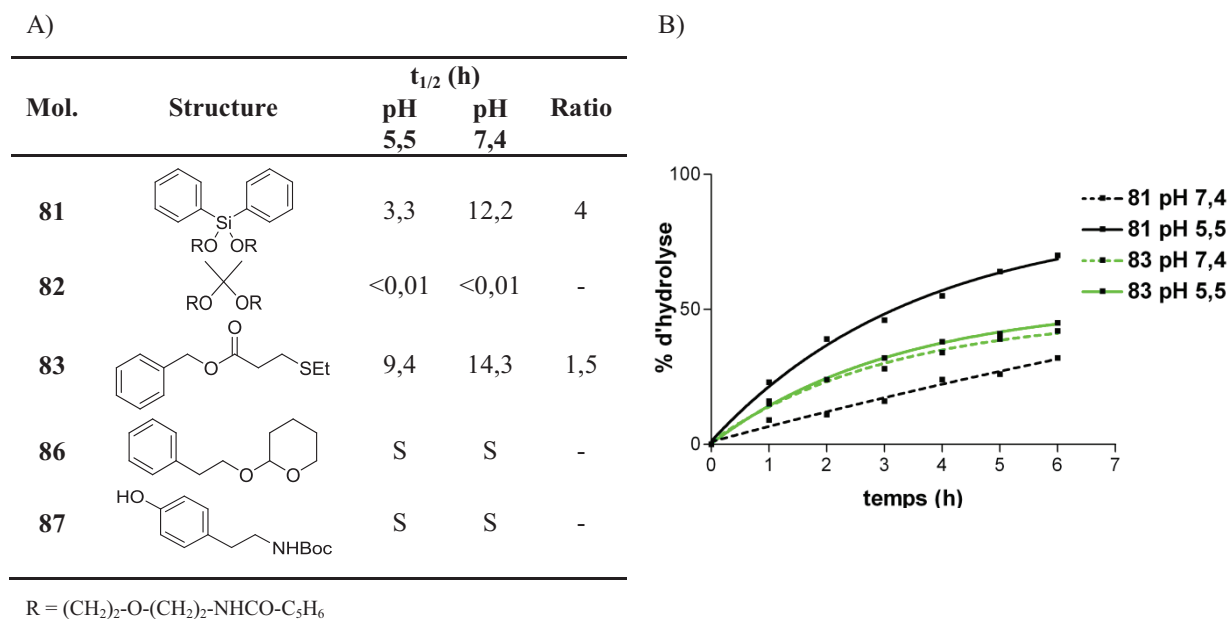 A)
t1/2 (h)
Mol. Structure pH 5,5 pH 7,4 Ratio
81 Si RO OR 3,3 12,2 4
82 RO OR <0,01 <0,01 -
83 O O SEt 9,4 14,3 1,5
86 O O S S -
87 HO NHBoc S S -
R = (CH2)2-O-(CH2)2-NHCO-C5H6
B)
% d'hydrolyse
100
50
0
0 1 2 3 4 5 6 7
temps (h)
81 pH 7,4
81 pH 5,5
83 pH 7,4
83 pH 5,5